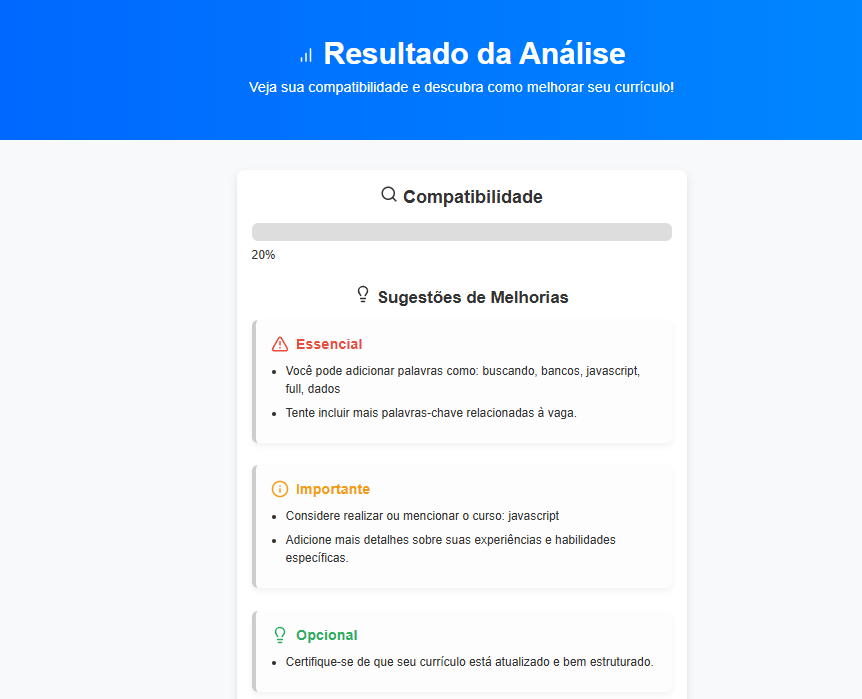 Resultado da Análise
Veja sua compatibilidade e descubra como melhorar seu currículo!
Compatibilidade
20%
Sugestões de Melhorias
Essencial
Você pode adicionar palavras como: buscando, bancos, javascript,
full, dados
Tente incluir mais palavras-chave relacionadas à vaga.
Importante
Considere realizar ou mencionar o curso: javascript
Adicione mais detalhes sobre suas experiências e habilidades
específicas.
Opcional
Certifique-se de que seu currículo está atualizado e bem estruturado.